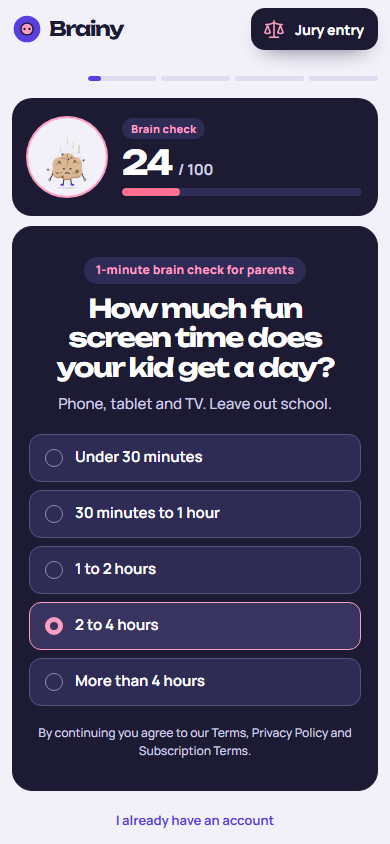 Brainy
Jury entry
Brain check
24 / 100
1-minute brain check for parents
How much fun
screen time does
your kid get a day?
Phone, tablet and TV. Leave out school.
Under 30 minutes
30 minutes to 1 hour
1 to 2 hours
2 to 4 hours
More than 4 hours
By continuing you agree to our Terms, Privacy Policy and
Subscription Terms.
I already have an account